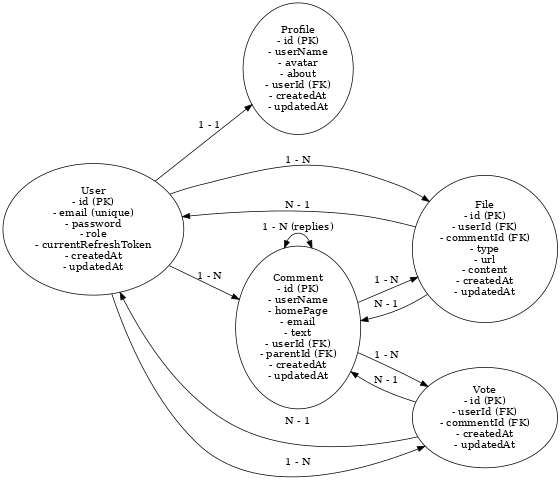 Profile
- id (PK)
- userName
- avatar
- about
- userId (FK)
- createdAt
- updatedAt
1 - 1
1 - N
N - 1
User
- id (PK)
- email (unique)
- password
- role
- currentRefreshToken
- createdAt
- updatedAt
File
- id (PK)
- userId (FK)
- commentId (FK)
- type
- url
- content
- createdAt
- updatedAt
1 - N (replies)
1 - N
Comment
- id (PK)
- userName
- homePage
- email
- text
- userId (FK)
- parentId (FK)
- createdAt
- updatedAt
1 - N
N - 1
1 - N
N - 1
Vote
- id (PK)
- userId (FK)
- commentId (FK)
- createdAt
- updatedAt
N - 1
1 - N